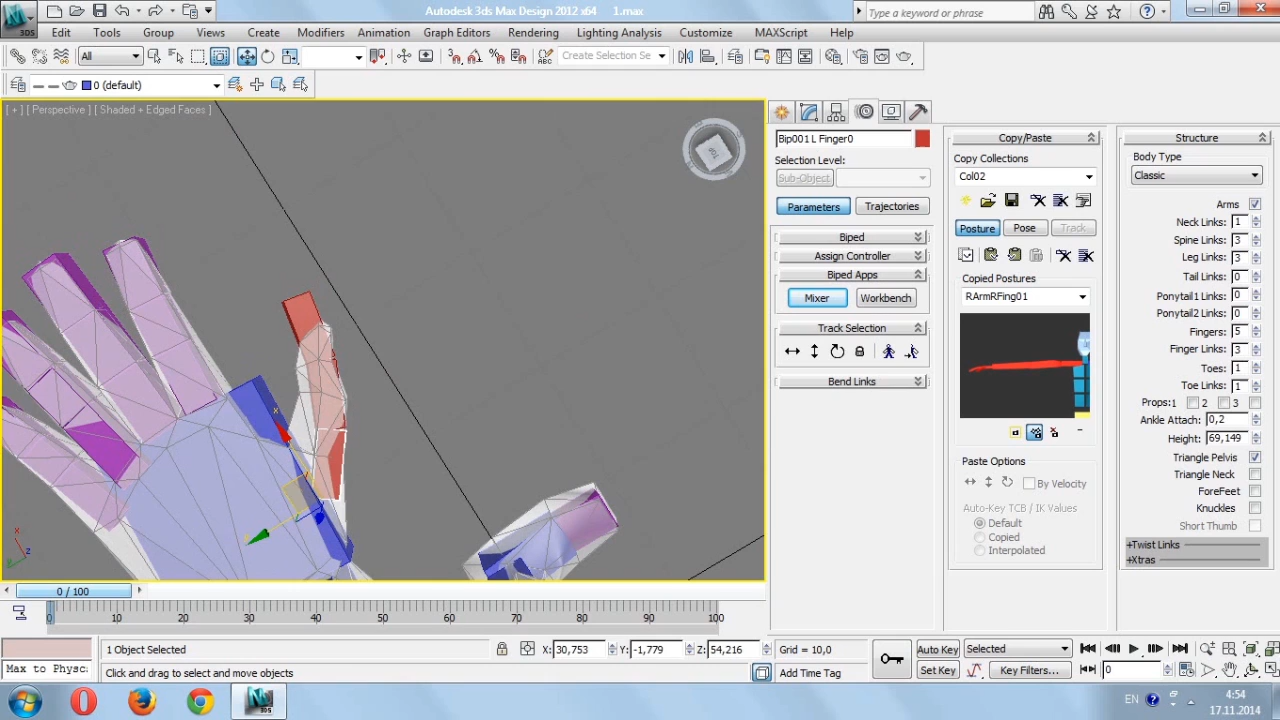 Autodesk 3ds Max Design 2012 x64 1.max
Type a keyword or phrase
3DS
Edit Tools Group Views Create Modifiers Animation Graph Editors Rendering Lighting Analysis Customize MAXScript Help
All
Create Selection Se
0 (default)
[ + ] [ Perspective ] [ Shaded + Edged Faces ]
Bip001 L Finger0
Selection Level:
Sub-Object
Parameters Trajectories
Biped
Assign Controller
Biped Apps
Mixer Workbench
Track Selection
Bend Links
Copy/Paste
Copy Collections
Col02
Posture Pose Track
Copied Postures
RArmRFing01
Paste Options
By Velocity
Auto-Key TCB / IK Values
Default
Copied
Interpolated
Structure
Body Type
Classic
Arms
Neck Links: 1
Spine Links: 3
Leg Links: 3
Tail Links: 0
Ponytail1 Links: 0
Ponytail2 Links: 0
Fingers: 5
Finger Links: 3
Toes: 1
Toe Links: 1
Props: 1 2 3
Ankle Attach: 0,2
Height: 69,149
Triangle Pelvis
Triangle Neck
ForeFeet
Knuckles
Short Thumb
+Twist Links
+Xtras
x
x
z
0 / 100
0 10 20 30 40 50 60 70 80 90 100
1 Object Selected X: 30,753 Y: -1,779 Z: 54,216 Grid = 10,0 Auto Key Selected
Max to Physc Click and drag to select and move objects Add Time Tag Set Key Key Filters... 0
EN 4:54
17.11.2014